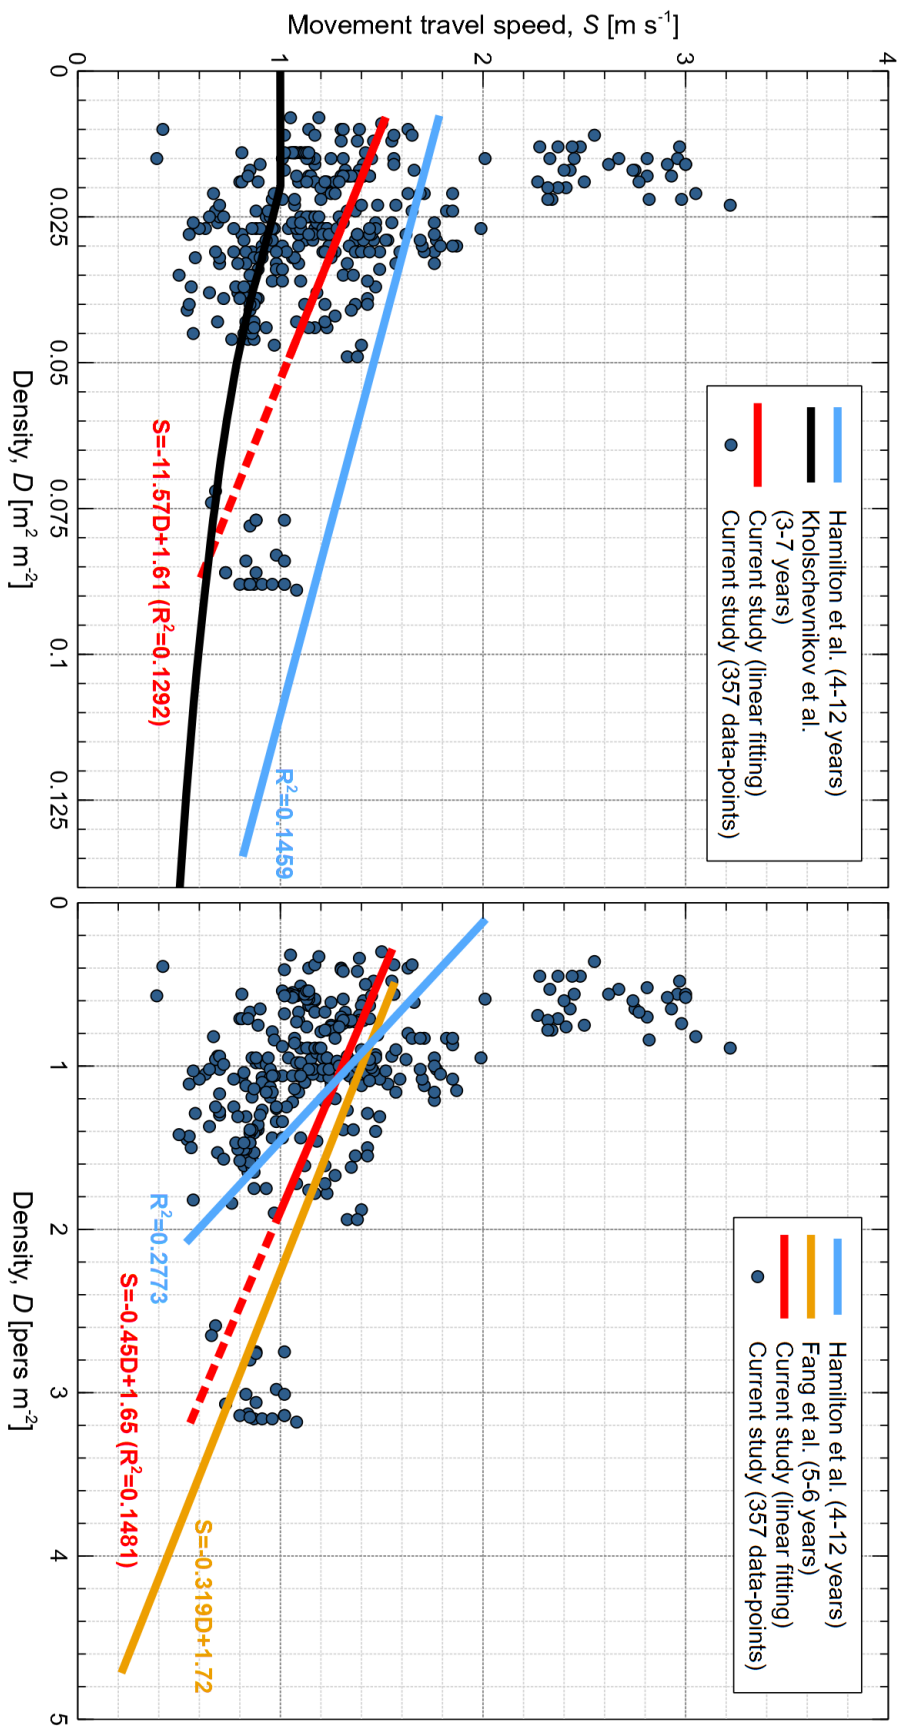 Movement travel speed, S [m s⁻¹]
0
1
2
3
4
0
0.025
0.05
0.075
0.1
0.125
Density, D [m² m⁻²]
Hamilton et al. (4-12 years)
Kholschevnikov et al.
(3-7 years)
Current study (linear fitting)
Current study (357 data-points)
R²=0.1459
S=-11.57D+1.61 (R²=0.1292)
0
1
2
3
4
5
Density, D [pers m⁻²]
Hamilton et al. (4-12 years)
Fang et al. (5-6 years)
Current study (linear fitting)
Current study (357 data-points)
R²=0.2773
S=-0.45D+1.65 (R²=0.1481)
S=-0.319D+1.72